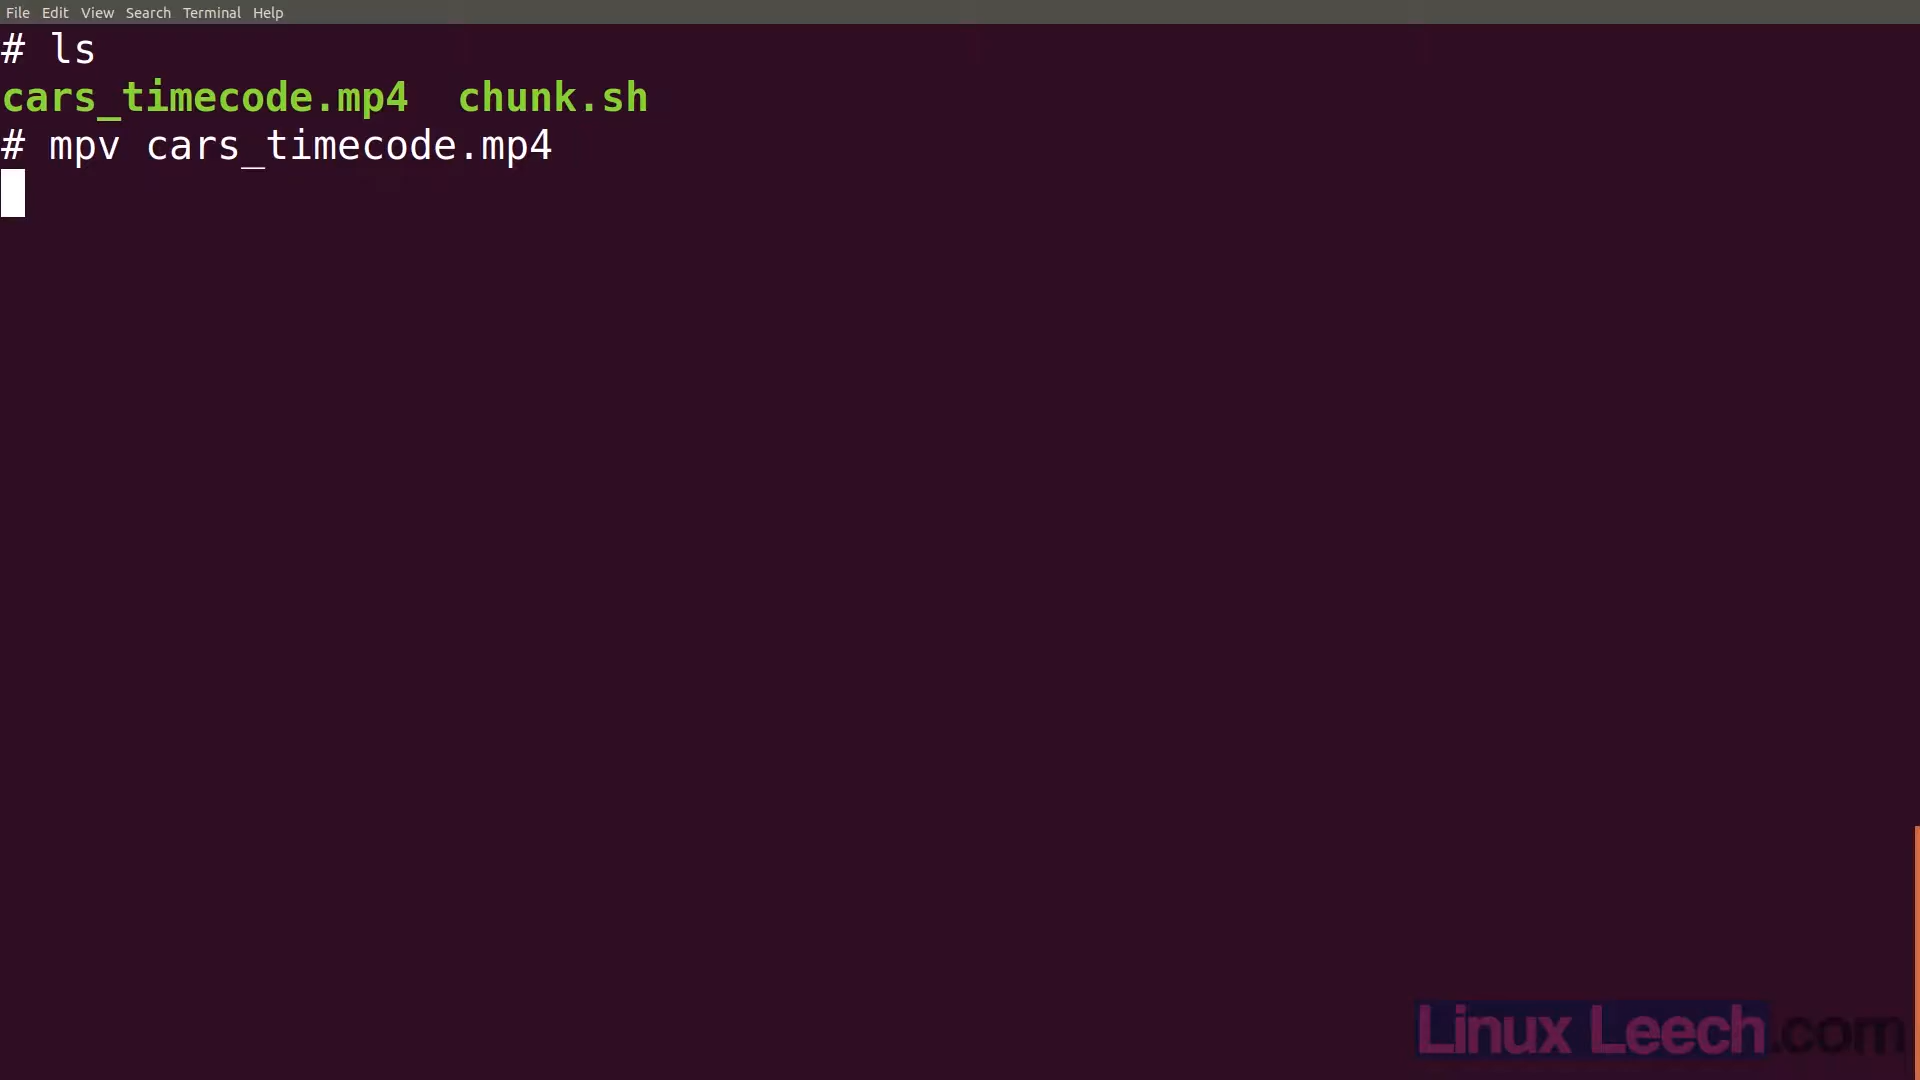 File Edit View Search Terminal Help
# ls
cars_timecode.mp4  chunk.sh
# mpv cars_timecode.mp4
Linux Leech.com